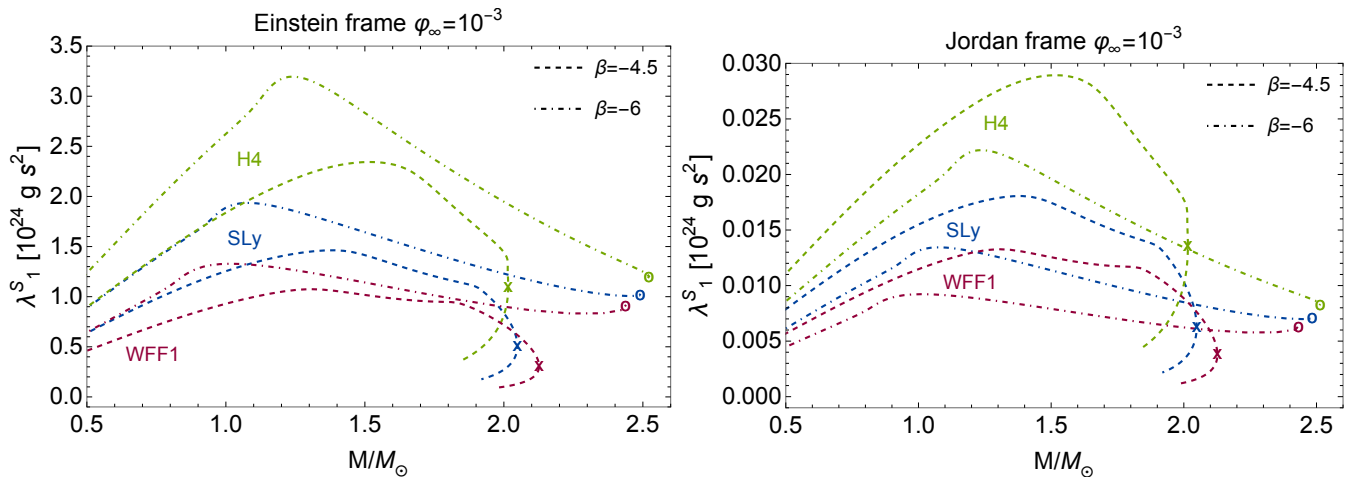 Einstein frame φ∞=10⁻³
3.5
3.0
2.5
2.0
1.5
1.0
0.5
0.0
λˢ₁ [10²⁴ g s²]
β=-4.5
β=-6
H4
SLy
WFF1
x
x
x
o
o
o
0.5 1.0 1.5 2.0 2.5
M/M⊙
Jordan frame φ∞=10⁻³
0.030
0.025
0.020
0.015
0.010
0.005
0.000
λˢ₁ [10²⁴ g s²]
β=-4.5
β=-6
H4
SLy
WFF1
x
x
x
o
o
o
0.5 1.0 1.5 2.0 2.5
M/M⊙